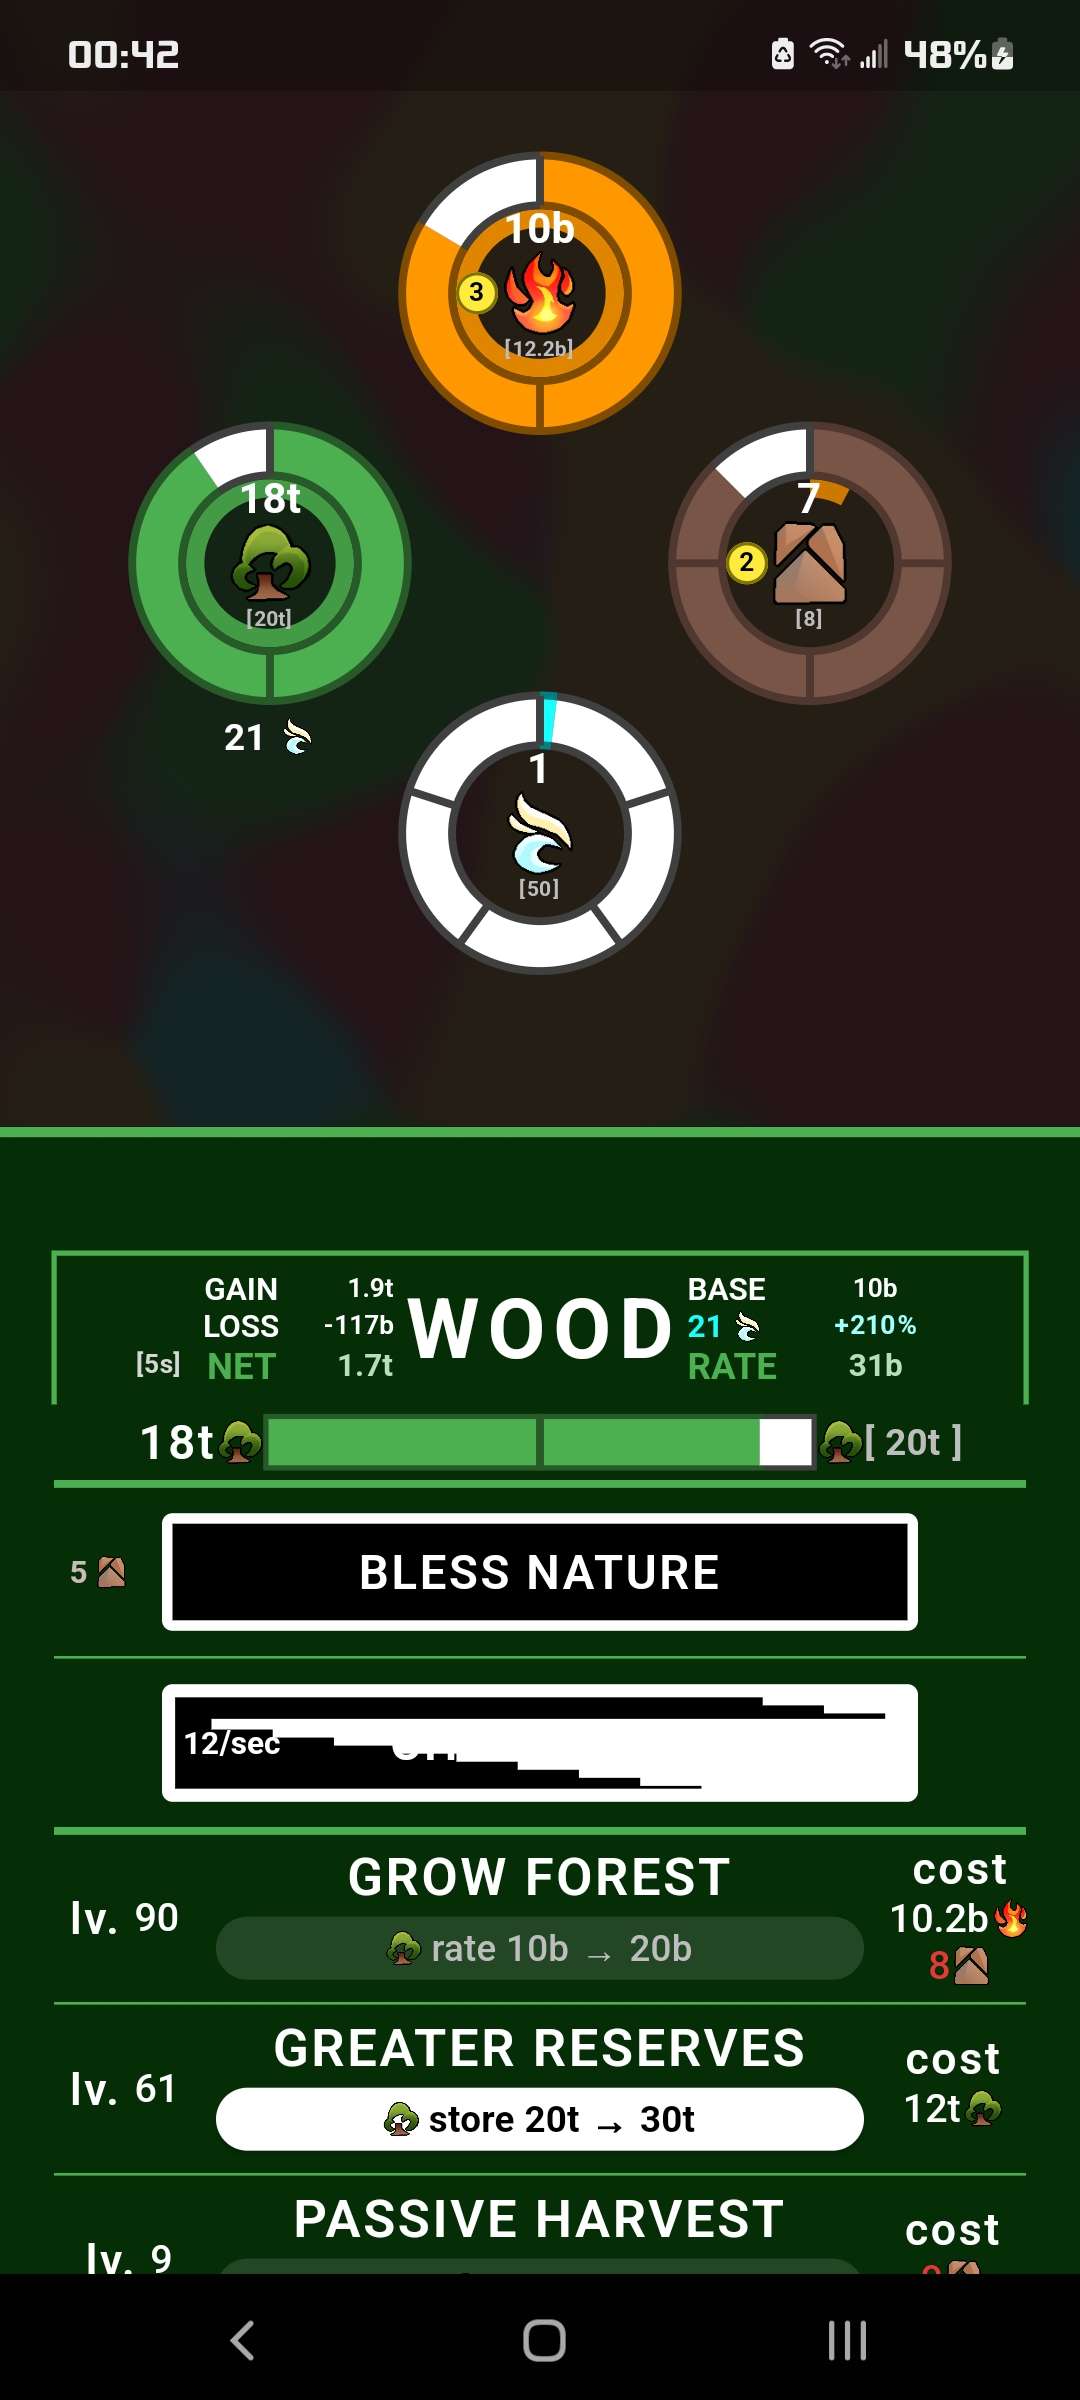 00:42
48%
10b
3
[12.2b]
18t
[20t]
7
2
[8]
21
1
[50]
GAIN 1.9t
LOSS -117b
[5s] NET 1.7t
WOOD
BASE 10b
21 +210%
RATE 31b
18t [ 20t ]
5 BLESS NATURE
12/sec
GROW FOREST
lv. 90
rate 10b → 20b
cost
10.2b
8
GREATER RESERVES
lv. 61
store 20t → 30t
cost
12t
PASSIVE HARVEST
lv. 9
cost